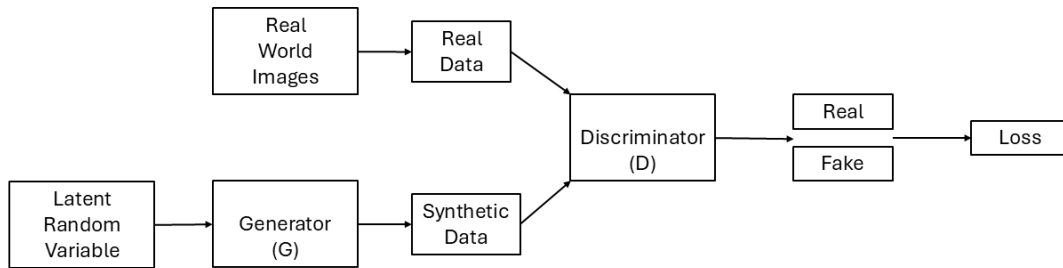 Real
World
Images
Real
Data
Discriminator
(D)
Real
Fake
Loss
Latent
Random
Variable
Generator
(G)
Synthetic
Data